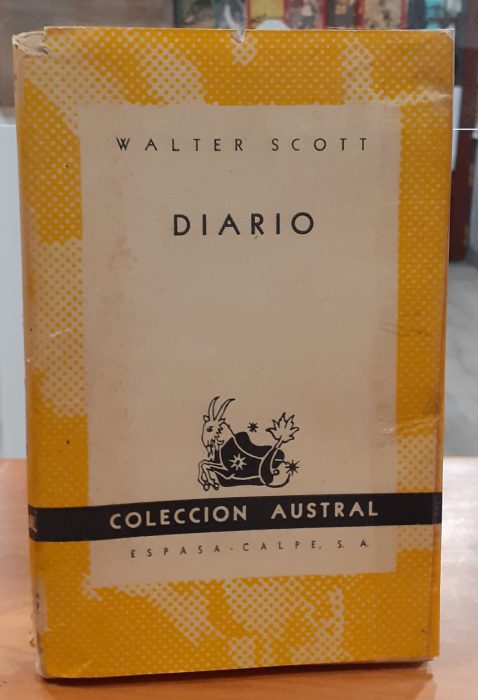 WALTER SCOTT
DIARIO
COLECCION AUSTRAL
ESPASA-CALPE, S. A.